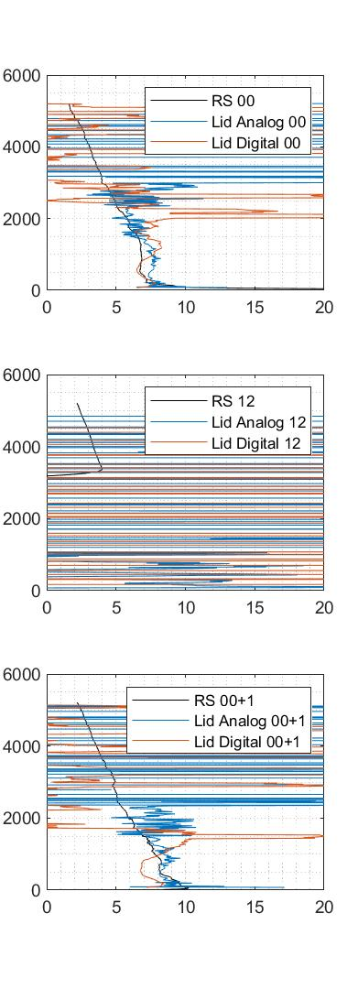 6000
4000
2000
0
RS 00
Lid Analog 00
Lid Digital 00
0 5 10 15 20
6000
4000
2000
0
RS 12
Lid Analog 12
Lid Digital 12
0 5 10 15 20
6000
4000
2000
0
RS 00+1
Lid Analog 00+1
Lid Digital 00+1
0 5 10 15 20